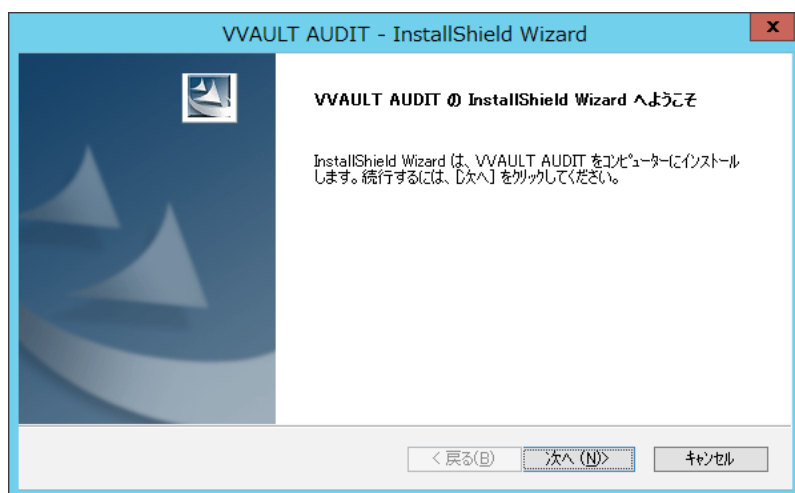 VVAULT AUDIT - InstallShield Wizard
x
VVAULT AUDIT の InstallShield Wizard へようこそ
InstallShield Wizard は、VVAULT AUDIT をコンピューターにインストール
します。続行するには、[次へ] をクリックしてください。
< 戻る(B)
次へ (N)>
キャンセル